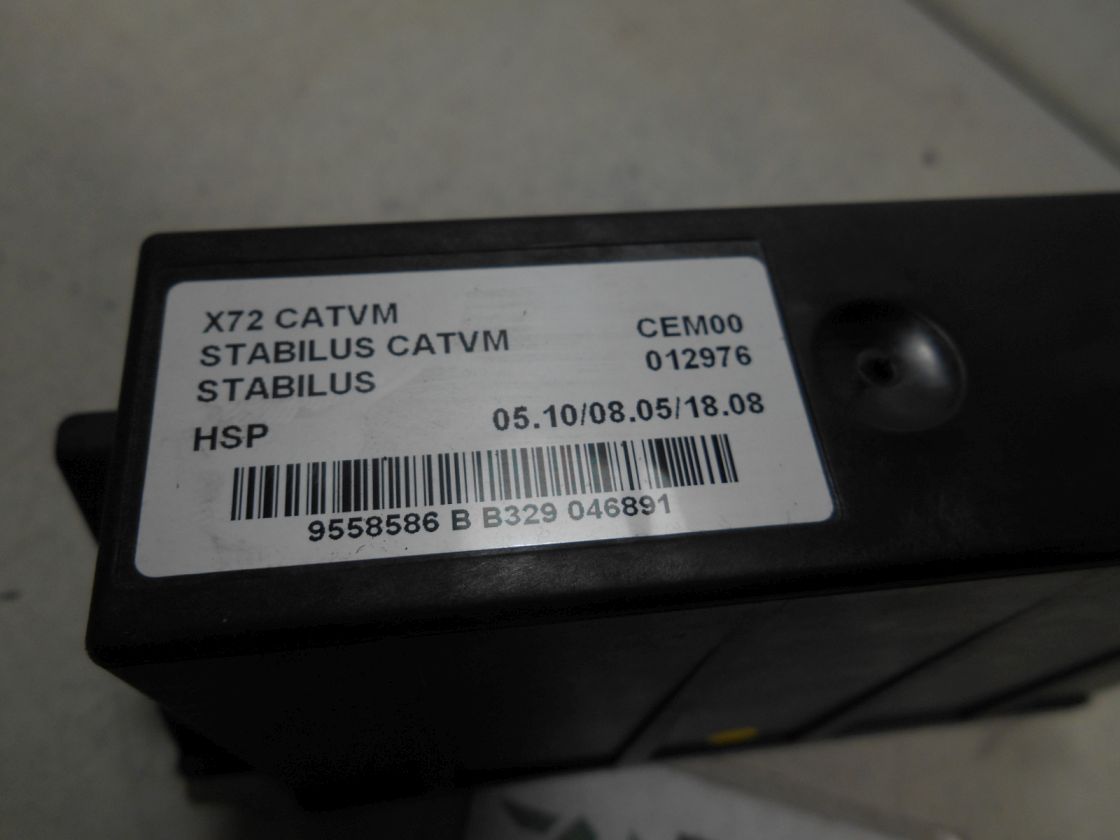 X72 CATVM
STABILUS CATVM
STABILUS
CEM00
012976
HSP
05.10/08.05/18.08
9558586 B B329 046891